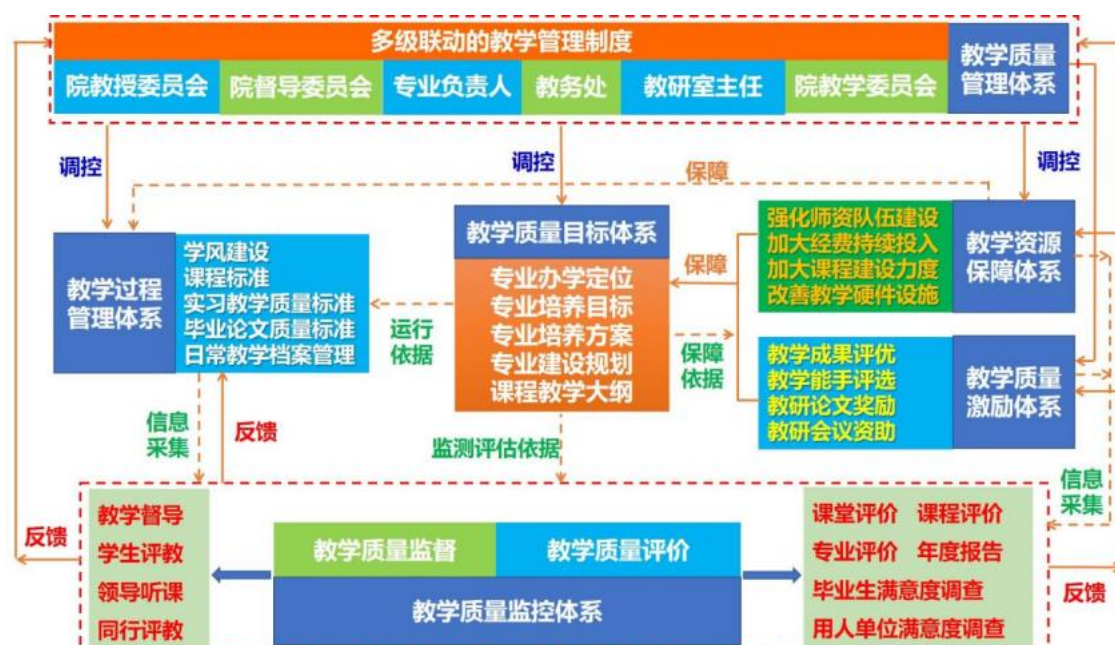 多级联动的教学管理制度
教学质量
管理体系
院教授委员会
院督导委员会
专业负责人
教务处
教研室主任
院教学委员会
调控
调控
调控
保障
教学过程
管理体系
学风建设
课程标准
实习教学质量标准
毕业论文质量标准
日常教学档案管理
运行
依据
教学质量目标体系
专业办学定位
专业培养目标
专业培养方案
专业建设规划
课程教学大纲
保障
保障
依据
强化师资队伍建设
加大经费持续投入
加大课程建设力度
改善教学硬件设施
教学资源
保障体系
教学成果评优
教学能手评选
教研论文奖励
教研会议资助
教学质量
激励体系
信息
采集
反馈
监测评估依据
信息
采集
反馈
教学督导
学生评教
领导听课
同行评教
教学质量监督
教学质量评价
教学质量监控体系
课堂评价 课程评价
专业评价 年度报告
毕业生满意度调查
用人单位满意度调查
反馈